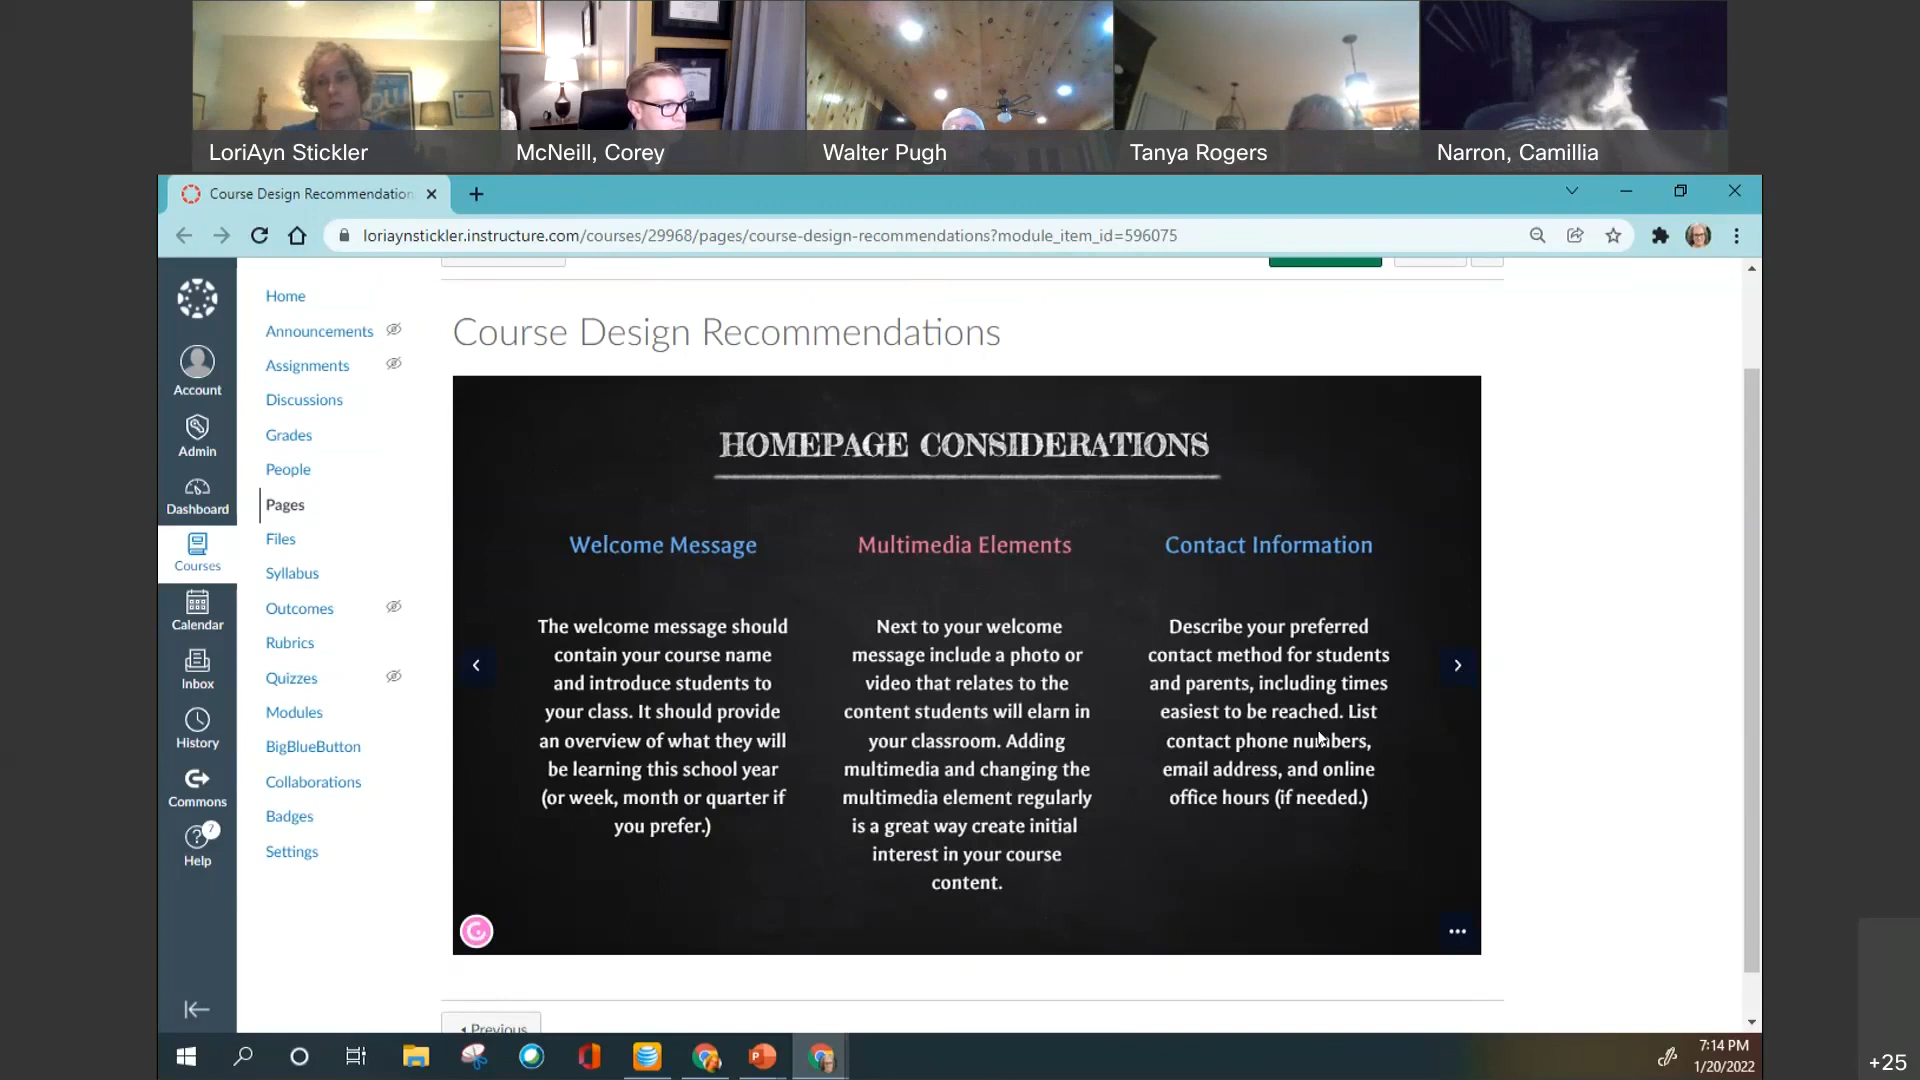 LoriAyn Stickler
McNeill, Corey
Walter Pugh
Tanya Rogers
Narron, Camillia
Course Design Recommendation
loriaynstickler.instructure.com/courses/29968/pages/course-design-recommendations?module_item_id=596075
Account
Admin
Dashboard
Courses
Calendar
Inbox
History
Commons
7
Help
Home
Announcements
Assignments
Discussions
Grades
People
Pages
Files
Syllabus
Outcomes
Rubrics
Quizzes
Modules
BigBlueButton
Collaborations
Badges
Settings
Course Design Recommendations
HOMEPAGE CONSIDERATIONS
Welcome Message
The welcome message should
contain your course name
and introduce students to
your class. It should provide
an overview of what they will
be learning this school year
(or week, month or quarter if
you prefer.)
Multimedia Elements
Next to your welcome
message include a photo or
video that relates to the
content students will elarn in
your classroom. Adding
multimedia and changing the
multimedia element regularly
is a great way create initial
interest in your course
content.
Contact Information
Describe your preferred
contact method for students
and parents, including times
easiest to be reached. List
contact phone numbers,
email address, and online
office hours (if needed.)
Previous
7:14 PM
1/20/2022
+25